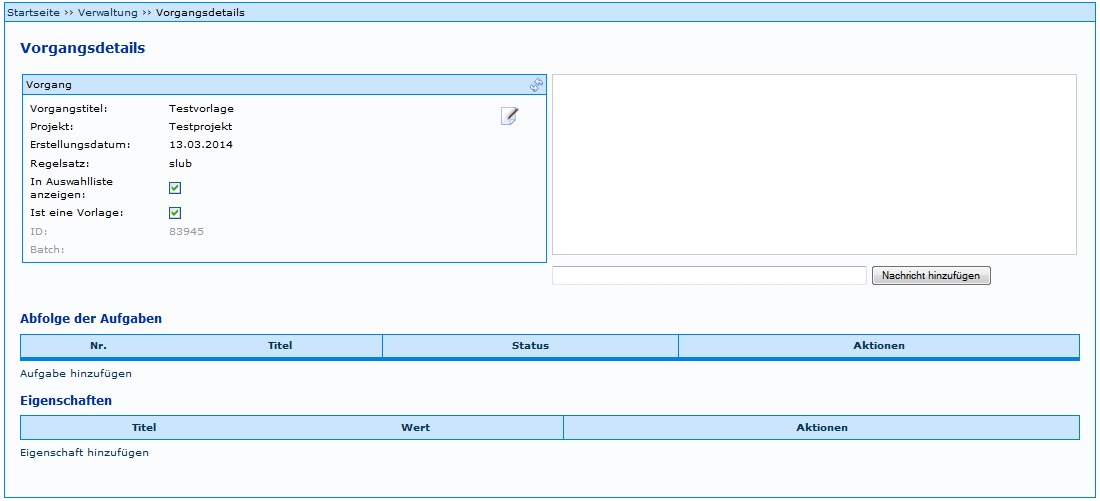 Startseite >> Verwaltung >> Vorgangsdetails
Vorgangsdetails
Vorgang
Vorgangstitel: Testvorlage
Projekt: Testprojekt
Erstellungsdatum: 13.03.2014
Regelsatz: slub
In Auswahlliste
anzeigen:
Ist eine Vorlage:
ID: 83945
Batch:
Nachricht hinzufügen
Abfolge der Aufgaben
Nr. Titel Status Aktionen
Aufgabe hinzufügen
Eigenschaften
Titel Wert Aktionen
Eigenschaft hinzufügen